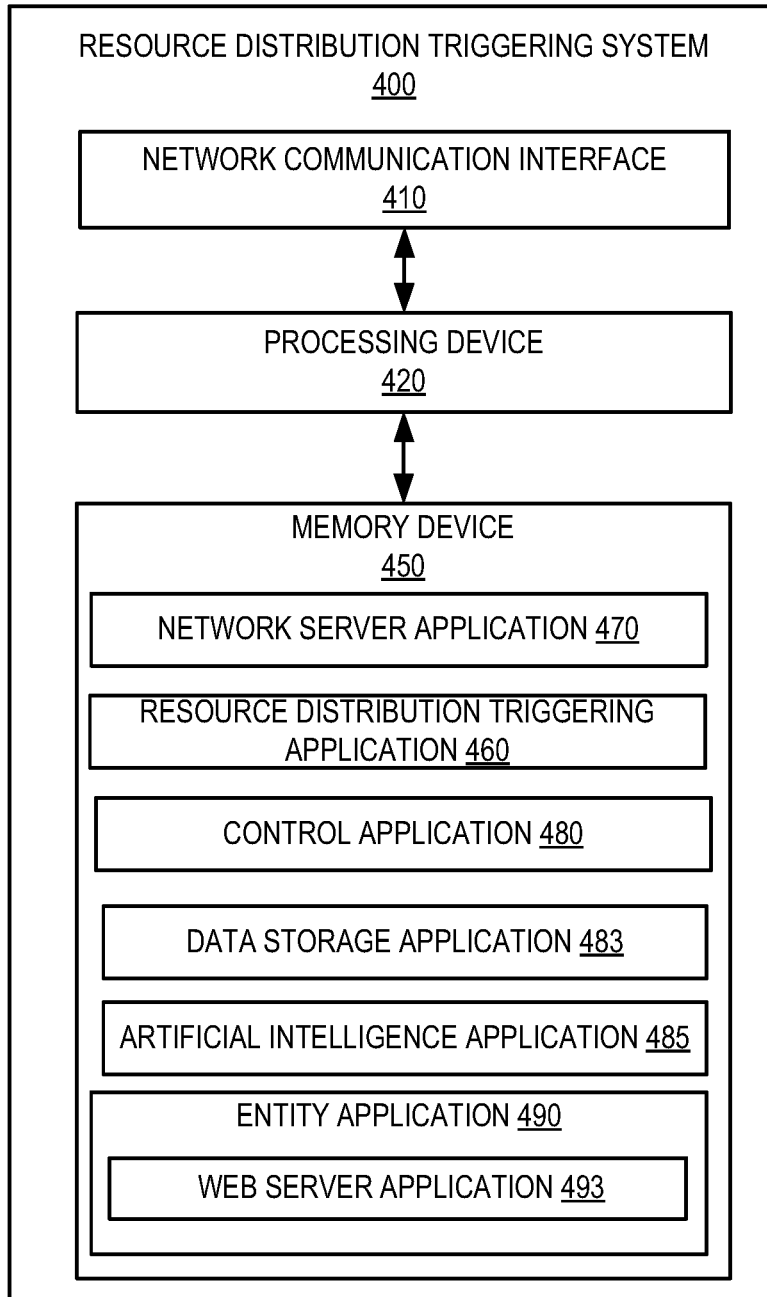 RESOURCE DISTRIBUTION TRIGGERING SYSTEM
400
NETWORK COMMUNICATION INTERFACE
410
PROCESSING DEVICE
420
MEMORY DEVICE
450
NETWORK SERVER APPLICATION 470
RESOURCE DISTRIBUTION TRIGGERING
APPLICATION 460
CONTROL APPLICATION 480
DATA STORAGE APPLICATION 483
ARTIFICIAL INTELLIGENCE APPLICATION 485
ENTITY APPLICATION 490
WEB SERVER APPLICATION 493